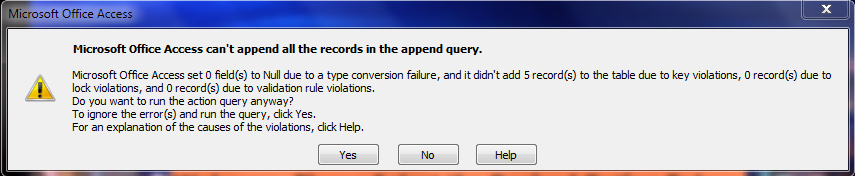 Microsoft Office Access
X
Microsoft Office Access can't append all the records in the append query.
Microsoft Office Access set 0 field(s) to Null due to a type conversion failure, and it didn't add 5 record(s) to the table due to key violations, 0 record(s) due to
lock violations, and 0 record(s) due to validation rule violations.
Do you want to run the action query anyway?
To ignore the error(s) and run the query, click Yes.
For an explanation of the causes of the violations, click Help.
Yes No Help